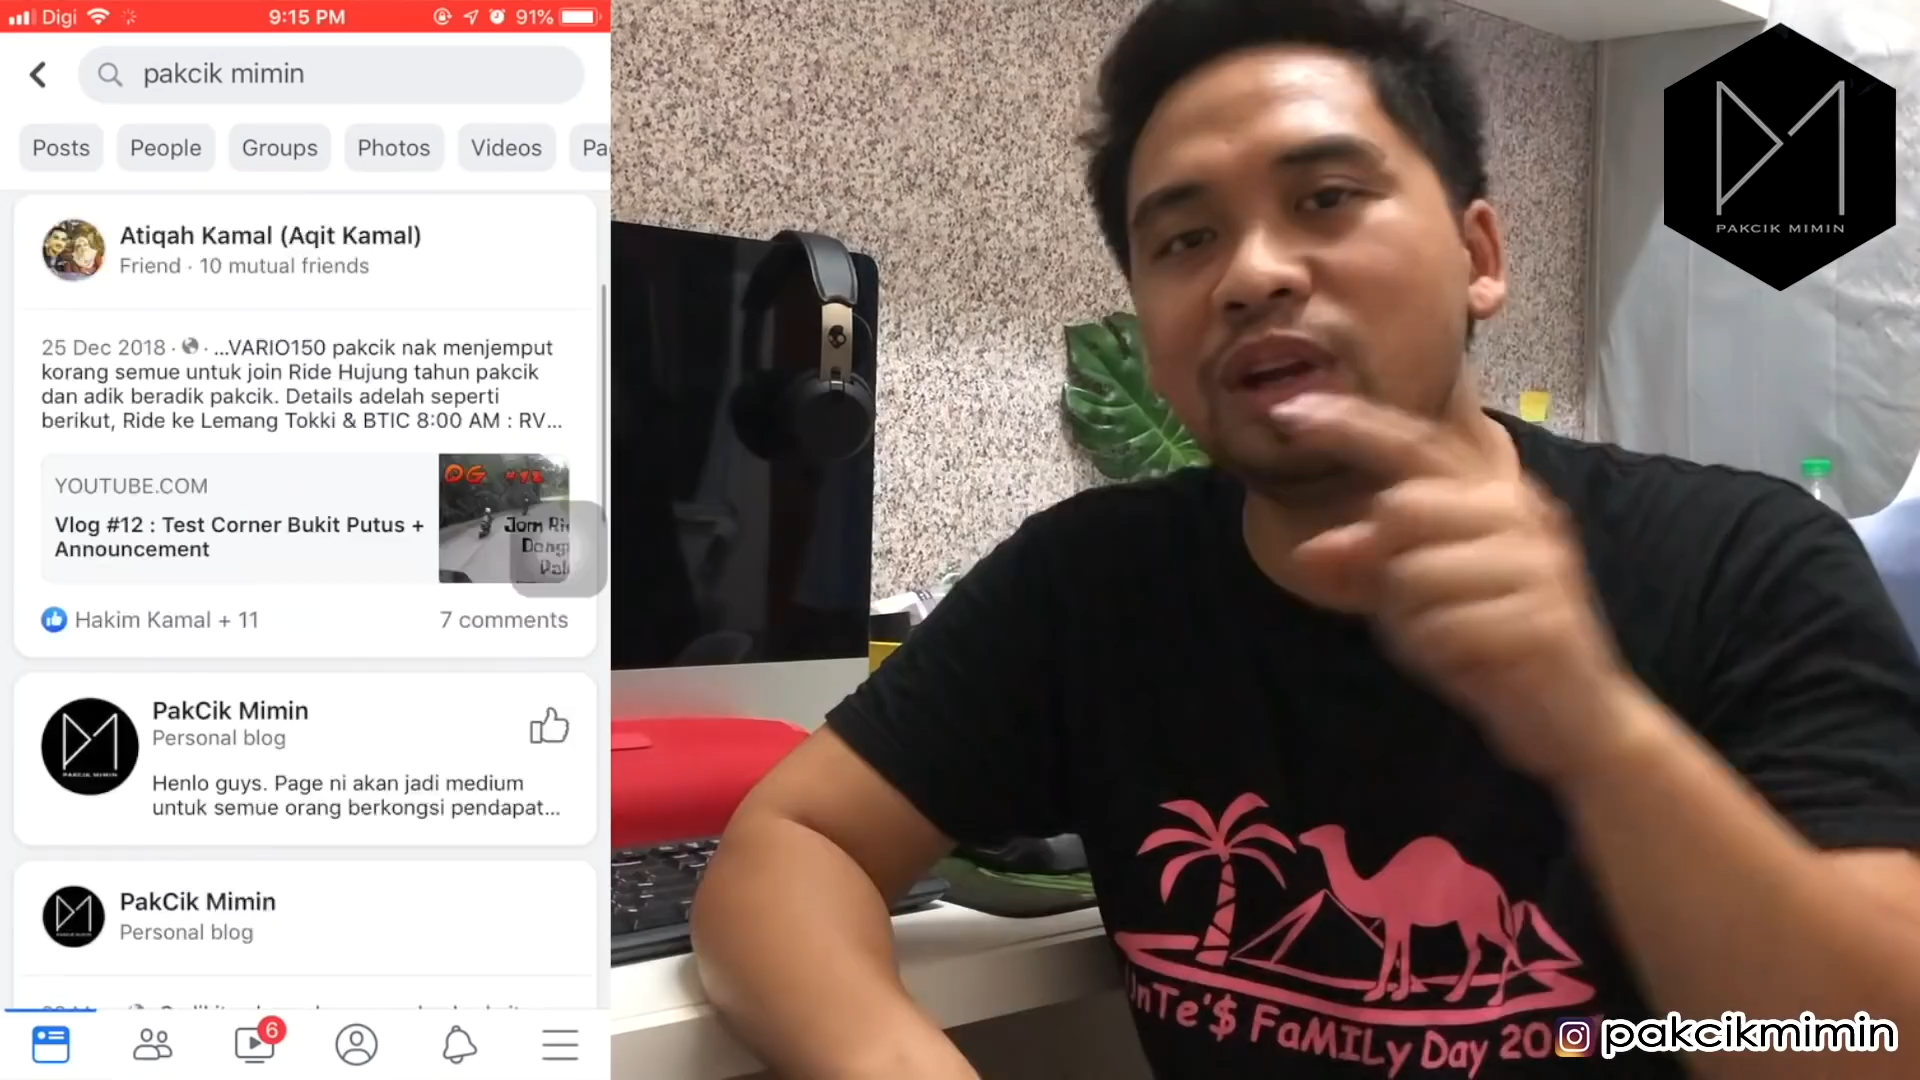 Digi
9:15 PM
91%
pakcik mimin
Posts
People
Groups
Photos
Videos
Atiqah Kamal (Aqit Kamal)
Friend · 10 mutual friends
25 Dec 2018 · · ...VARIO150 pakcik nak menjemput
korang semue untuk join Ride Hujung tahun pakcik
dan adik beradik pakcik. Details adelah seperti
berikut, Ride ke Lemang Tokki & BTIC 8:00 AM : RV...
YOUTUBE.COM
Vlog #12 : Test Corner Bukit Putus +
Announcement
Hakim Kamal + 11
7 comments
PakCik Mimin
Personal blog
Henlo guys. Page ni akan jadi medium
untuk semue orang berkongsi pendapat...
PakCik Mimin
Personal blog
6
PAKCIK MIMIN
PAKCIK MIMIN
FaMILy Day
pakcikmimin